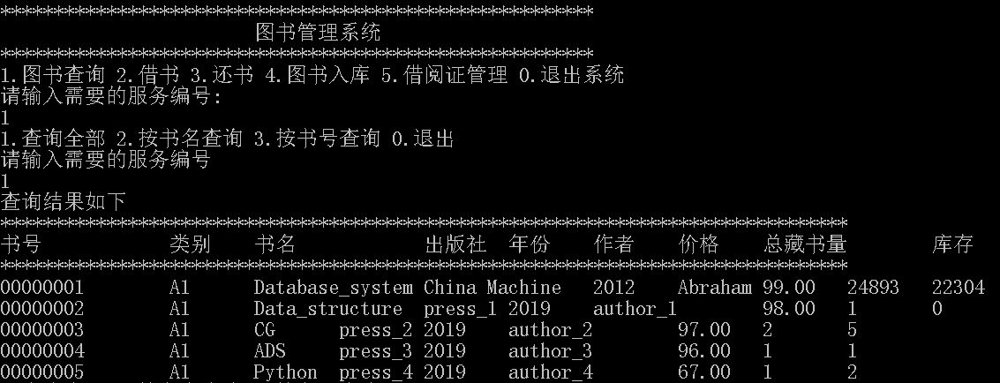 ********************************************************
图书管理系统
********************************************************
1.图书查询 2.借书 3.还书 4.图书入库 5.借阅证管理 0.退出系统
请输入需要的服务编号:
1
1.查询全部 2.按书名查询 3.按书号查询 0.退出
请输入需要的服务编号
1
查询结果如下
********************************************************************************
书号 类别 书名 出版社 年份 作者 价格 总藏书量 库存
********************************************************************************
00000001 A1 Database_system China Machine 2012 Abraham 99.00 24893 22304
00000002 A1 Data_structure press_1 2019 author_1 98.00 1 0
00000003 A1 CG press_2 2019 author_2 97.00 2 5
00000004 A1 ADS press_3 2019 author_3 96.00 1 1
00000005 A1 Python press_4 2019 author_4 67.00 1 2